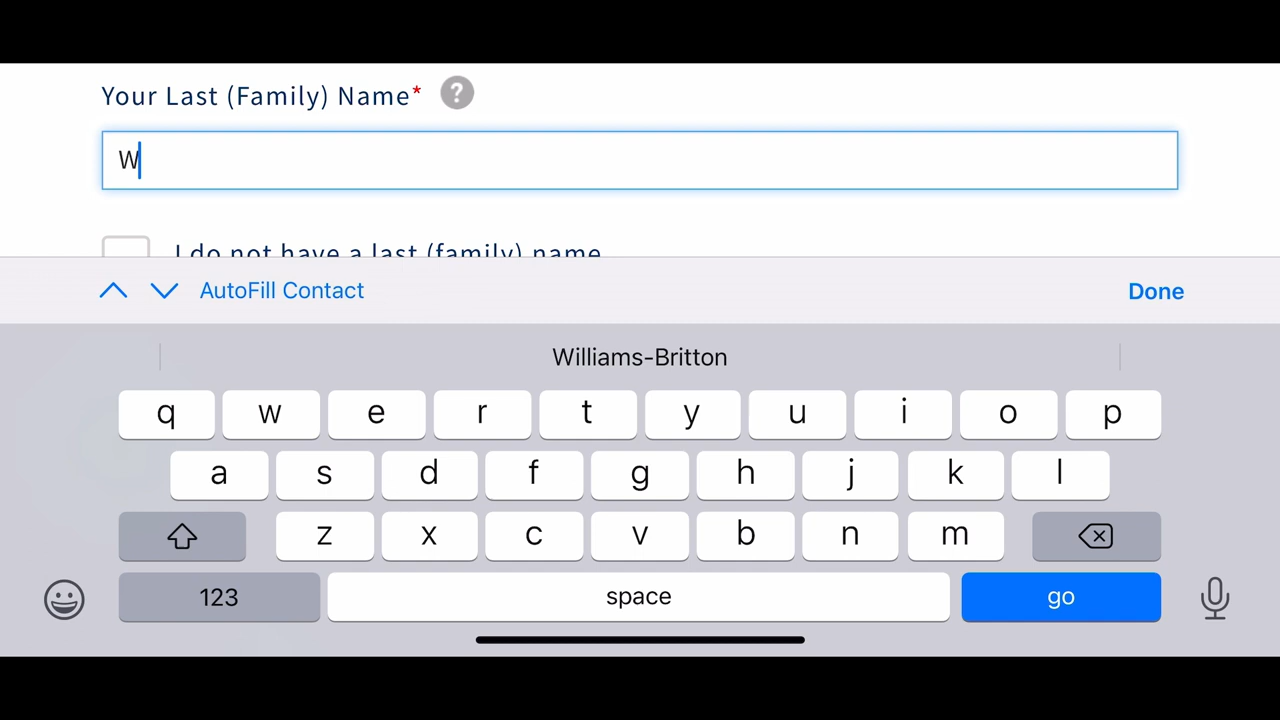 Your Last (Family) Name* ?
W
I do not have a last (family) name
AutoFill Contact Done
Williams-Britton
q w e r t y u i o p
a s d f g h j k l
z x c v b n m
123 space go